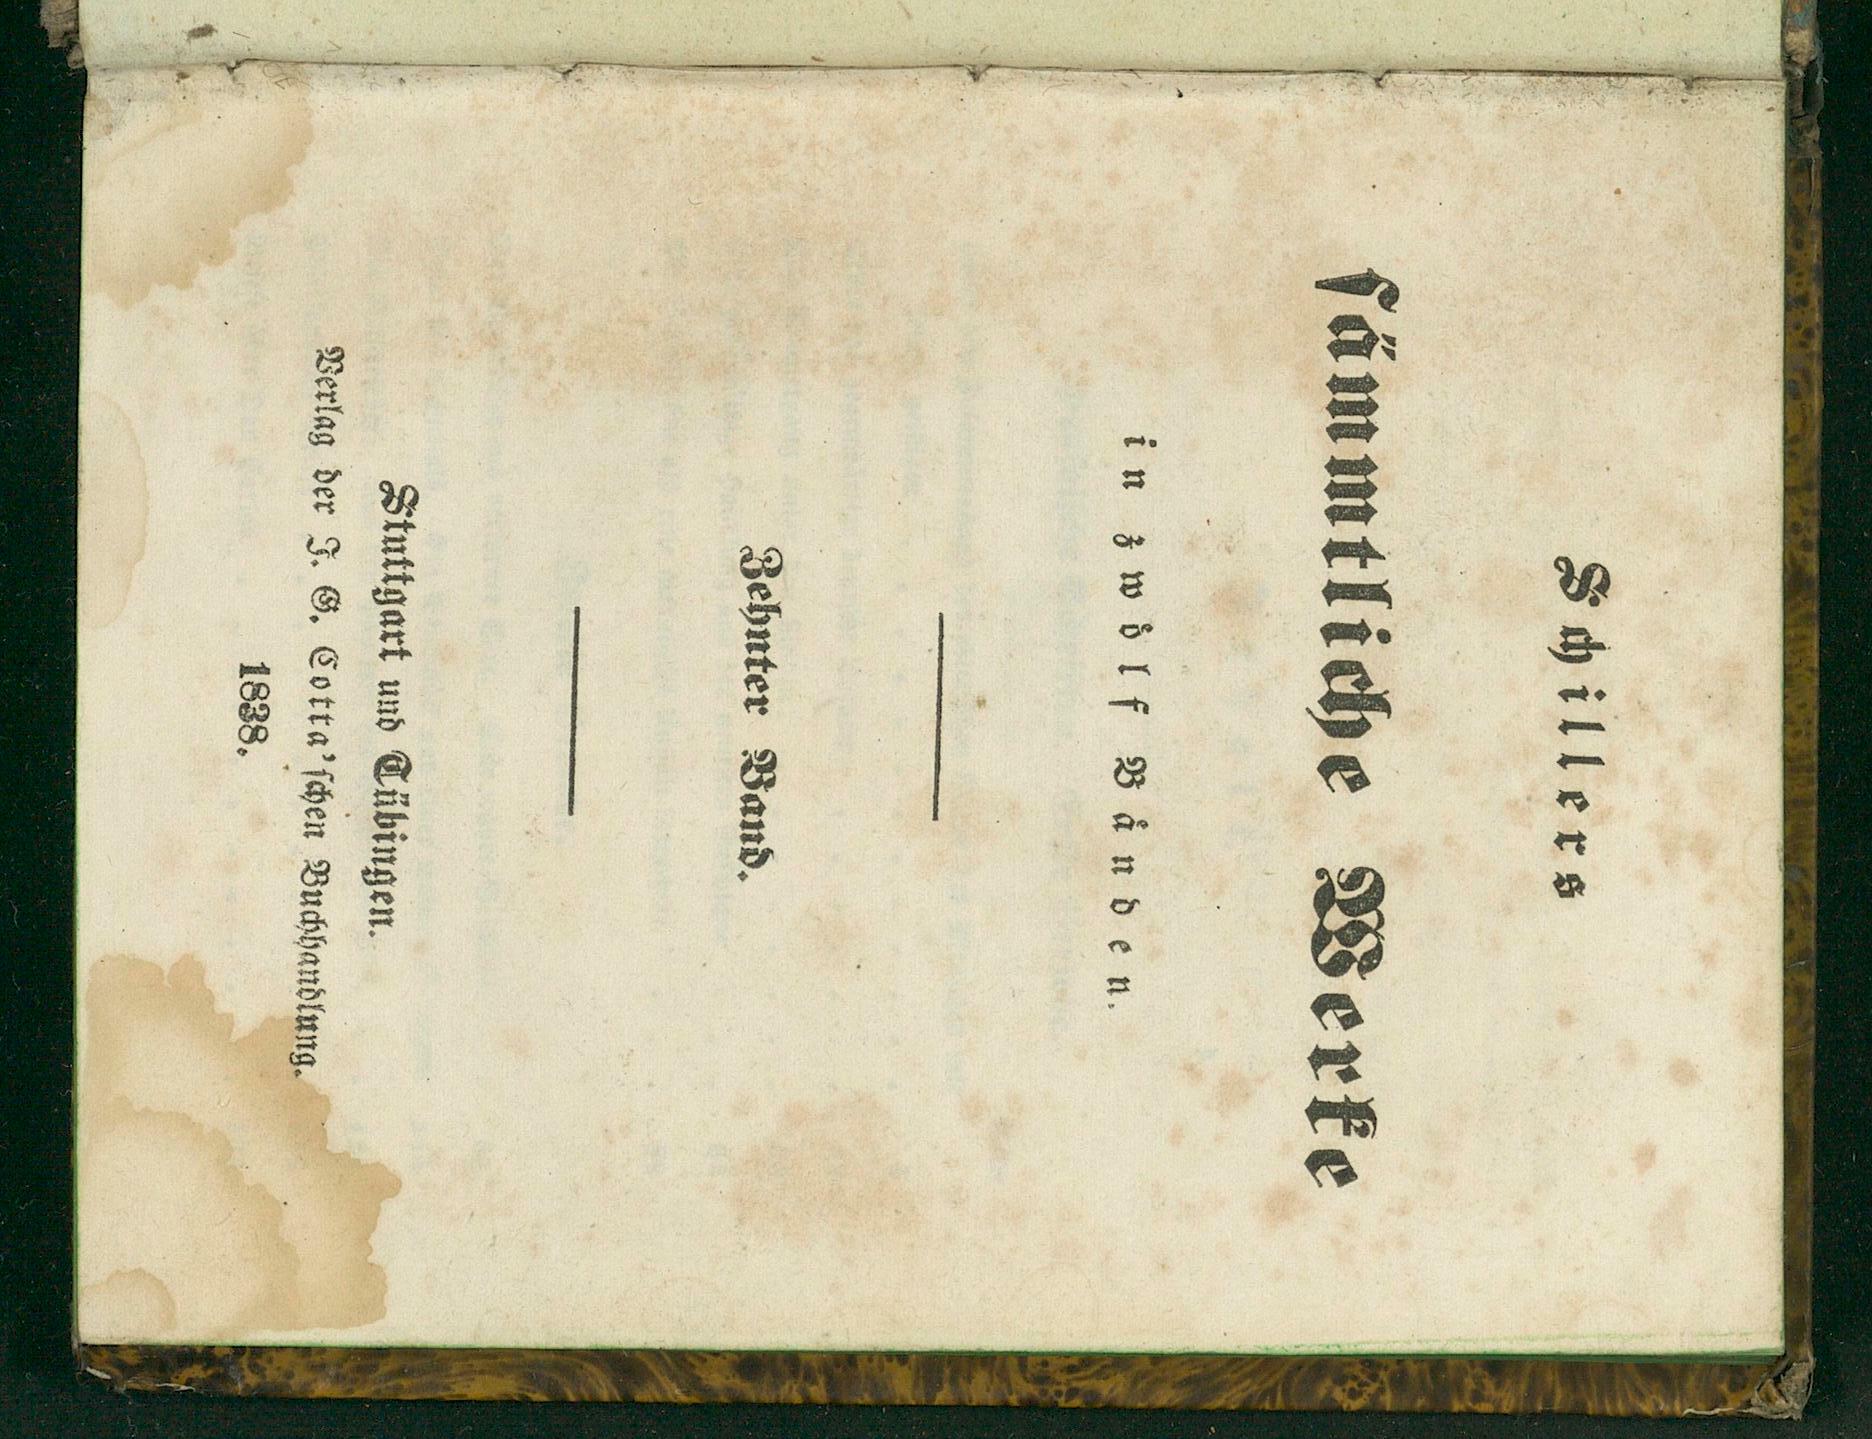 Schillers
sämmtliche Werke
in zwölf Bänden.
Zehnter Band.
Stuttgart und Tübingen.
Verlag der J. G. Cotta'schen Buchhandlung.
1838.